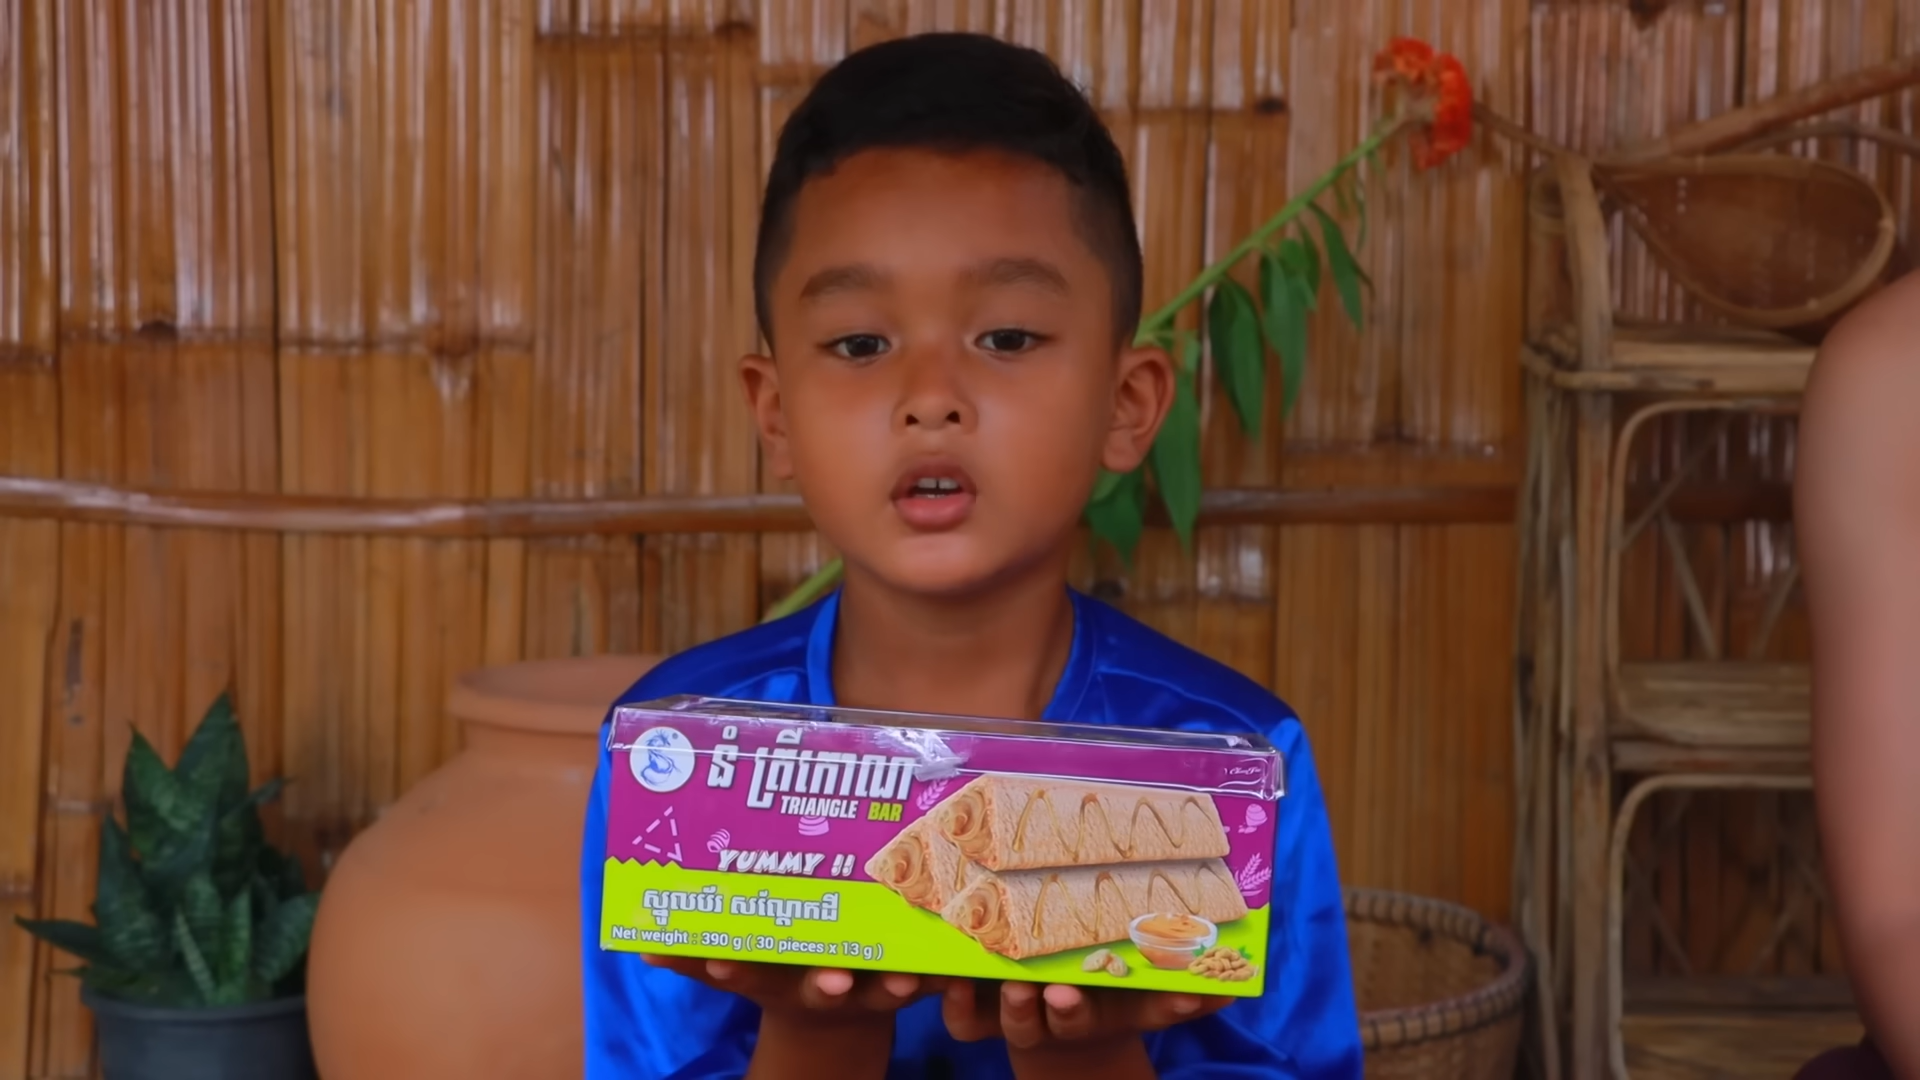 នំ ត្រីកោណ
TRIANGLE BAR
YUMMY !!
ស្នូលប័រ សណ្តែកដី
Net weight : 390 g ( 30 pieces x 13 g )